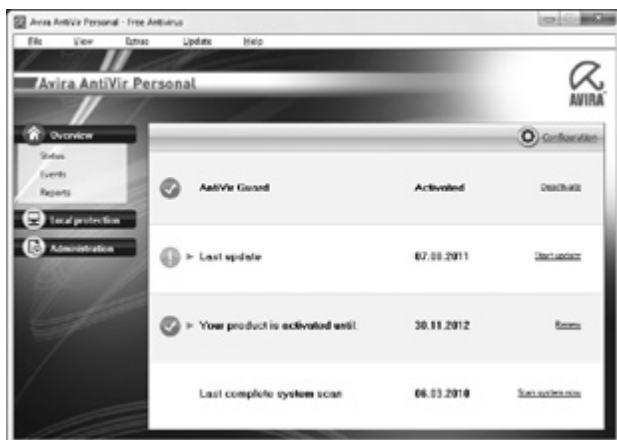 Avira AntiVir Personal - Free Antivirus
File View Extras Update Help
Avira AntiVir Personal
AVIRA
Overview
Configuration
Status
Events
Reports
Local protection
Administration
AntiVir Guard Activated Deactivate
Last update 2011 Start update
Your product is activated until: 30.11.2012 Renew
Last complete system scan 06.03.2010 Scan system now